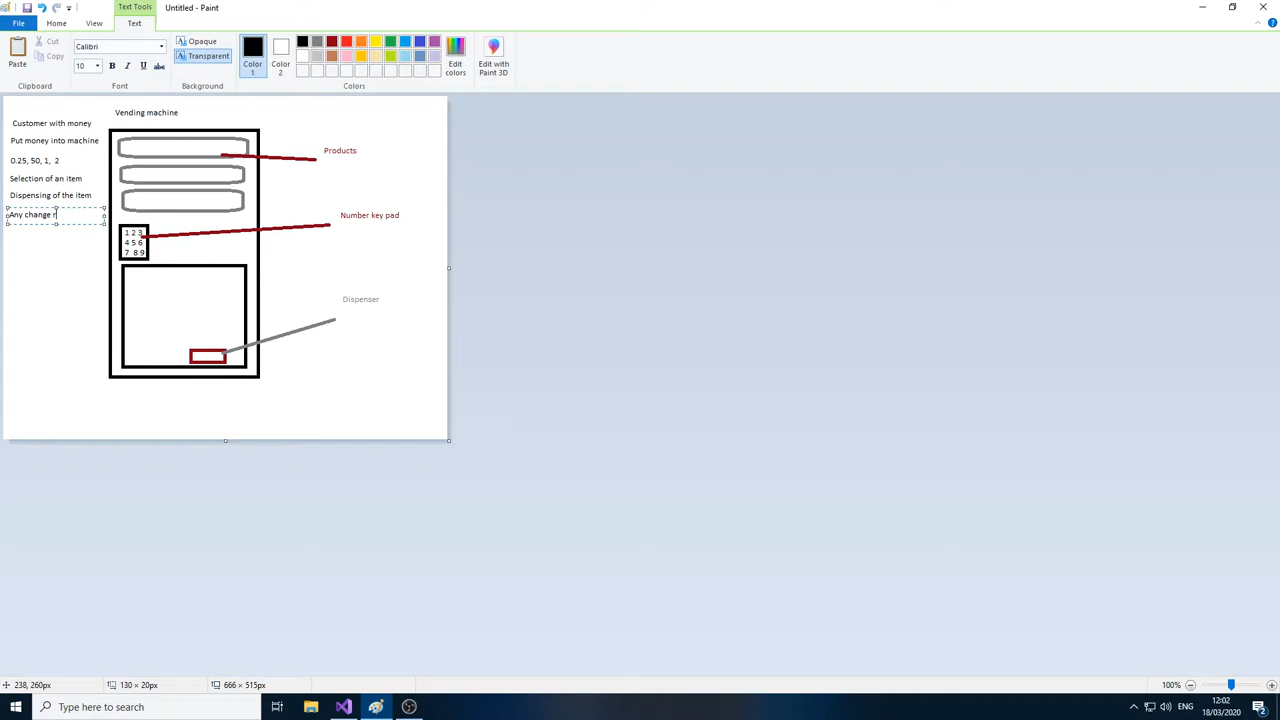 Text Tools
Untitled - Paint
File
Home
View
Text
Paste
Cut
Copy
Clipboard
Calibri
10
B I U abc
Font
Opaque
Transparent
Background
Color 1
Color 2
Edit colors
Colors
Edit with Paint 3D
Vending machine
Customer with money
Put money into machine
0.25, 50, 1, 2
Selection of an item
Dispensing of the item
Any change r
Products
Number key pad
1 2 3
4 5 6
7 8 9
Dispenser
238, 260px
130 × 20px
666 × 515px
100%
Type here to search
ENG
12:02
18/03/2020
2